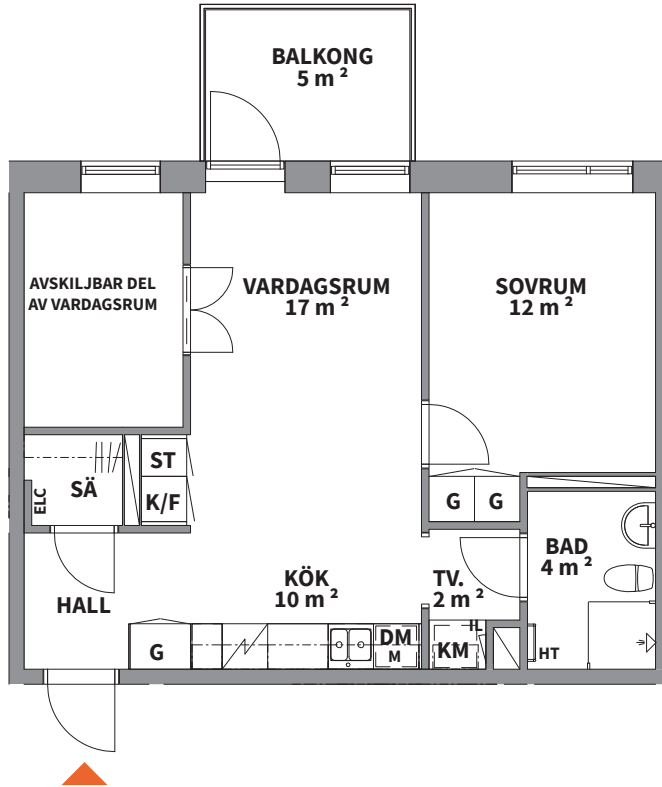 BALKONG
5 m ²
AVSKILJBAR DEL
AV VARDAGSRUM
VARDAGSRUM
17 m ²
SOVRUM
12 m ²
ST
K/F
SÄ
ELC
G
G
BAD
4 m ²
KÖK
10 m ²
TV.
2 m ²
HALL
G
DM
M
IL
KM
HT